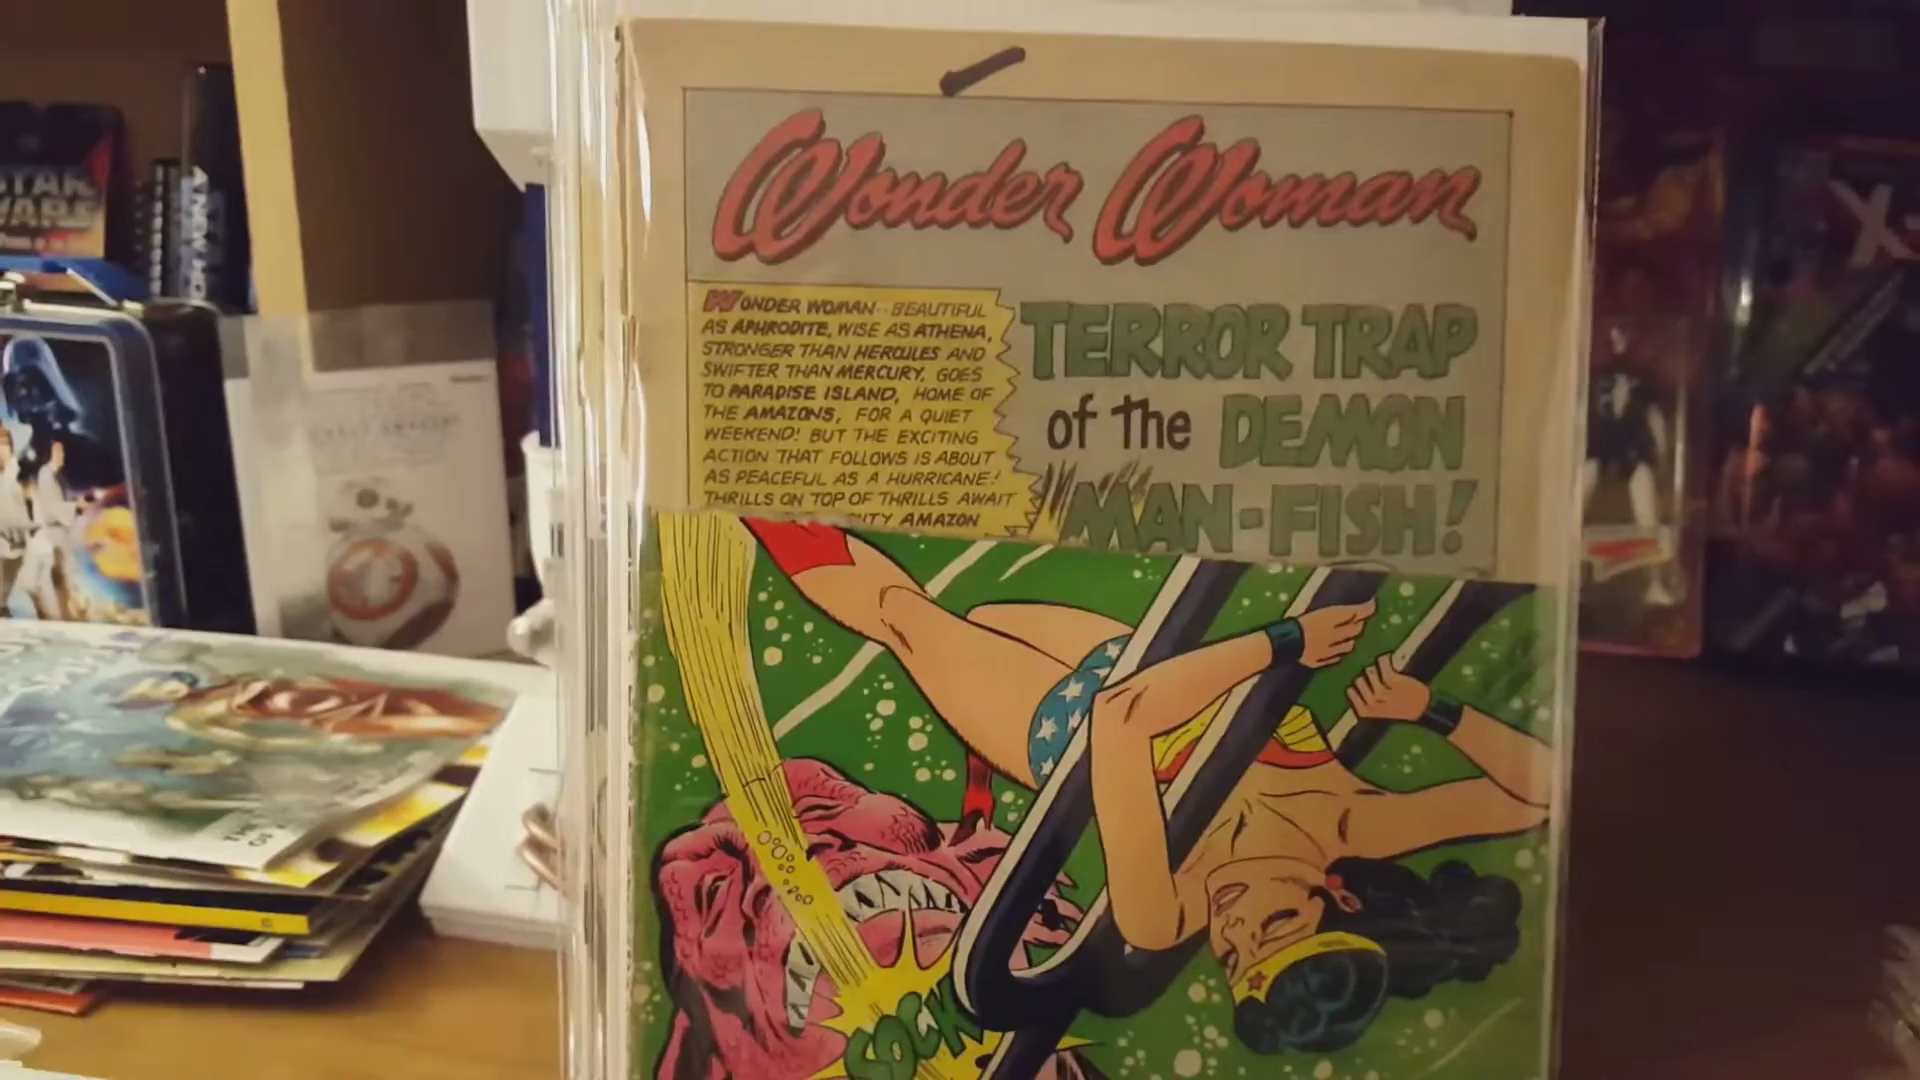 Wonder Woman
WONDER WOMAN--BEAUTIFUL
AS APHRODITE, WISE AS ATHENA,
STRONGER THAN HERCULES AND
SWIFTER THAN MERCURY, GOES
TO PARADISE ISLAND, HOME OF
THE AMAZONS, FOR A QUIET
WEEKEND! BUT THE EXCITING
ACTION THAT FOLLOWS IS ABOUT
AS PEACEFUL AS A HURRICANE!
THRILLS ON TOP OF THRILLS AWAIT
AMAZON
TERROR TRAP
of the DEMON
MAN-FISH!
SOCK
STAR
WARS
A NEW
X-